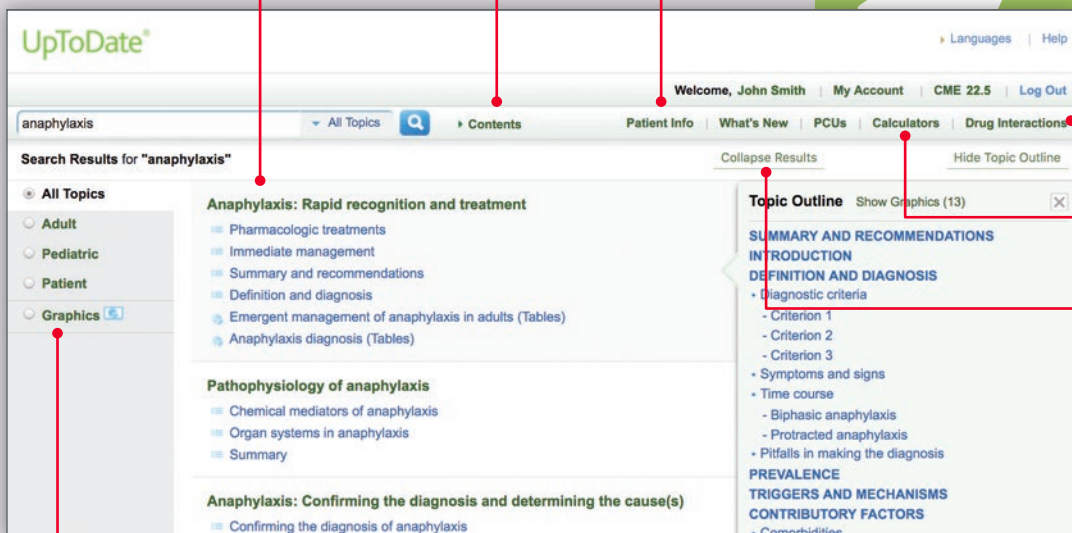 UpToDate®
Languages | Help
Welcome, John Smith | My Account | CME 22.5 | Log Out
anaphylaxis All Topics Contents Patient Info | What's New | PCUs | Calculators | Drug Interactions
Search Results for "anaphylaxis" Collapse Results Hide Topic Outline
All Topics
Adult
Pediatric
Patient
Graphics
Anaphylaxis: Rapid recognition and treatment
Pharmacologic treatments
Immediate management
Summary and recommendations
Definition and diagnosis
Emergent management of anaphylaxis in adults (Tables)
Anaphylaxis diagnosis (Tables)
Pathophysiology of anaphylaxis
Chemical mediators of anaphylaxis
Organ systems in anaphylaxis
Summary
Anaphylaxis: Confirming the diagnosis and determining the cause(s)
Confirming the diagnosis of anaphylaxis
Topic Outline Show Graphics (13)
SUMMARY AND RECOMMENDATIONS
INTRODUCTION
DEFINITION AND DIAGNOSIS
• Diagnostic criteria
- Criterion 1
- Criterion 2
- Criterion 3
• Symptoms and signs
• Time course
- Biphasic anaphylaxis
- Protracted anaphylaxis
• Pitfalls in making the diagnosis
PREVALENCE
TRIGGERS AND MECHANISMS
CONTRIBUTORY FACTORS
• Comorbidities